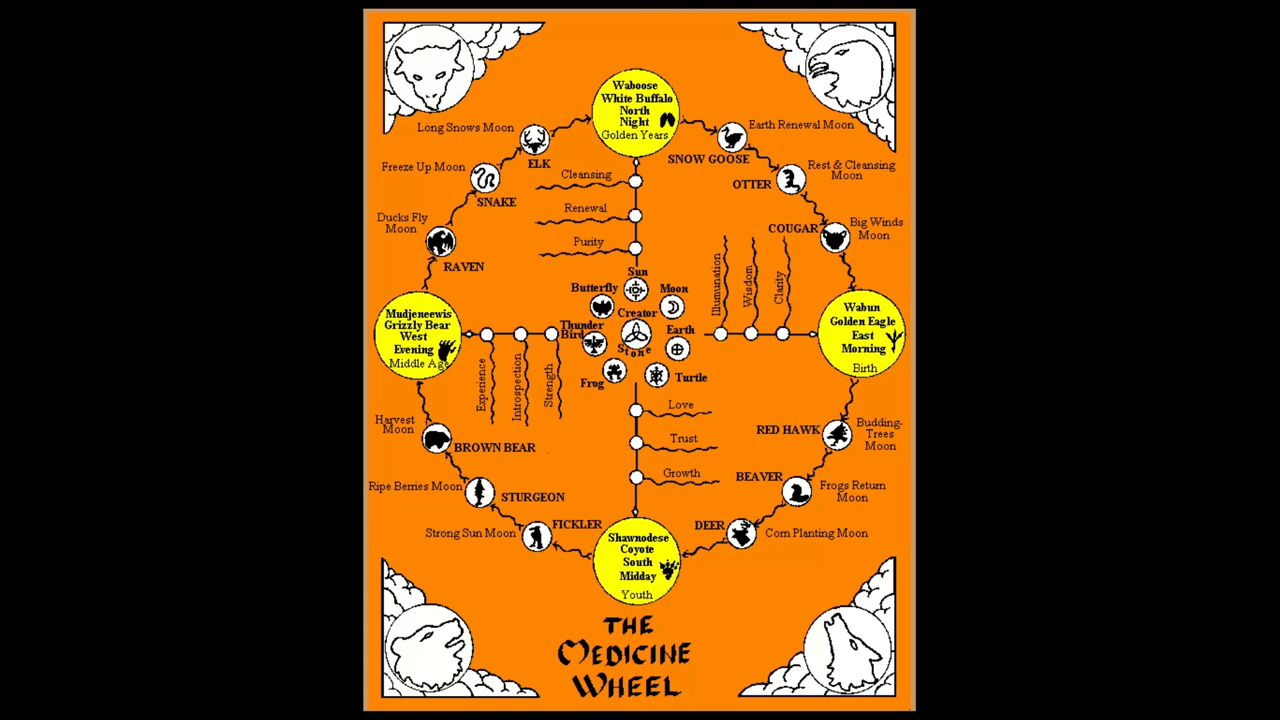 Waboose
White Buffalo
North
Night
Golden Years
Long Snows Moon
Earth Renewal Moon
ELK
SNOW GOOSE
Freeze Up Moon
Rest & Cleansing
Moon
SNAKE
OTTER
Cleansing
Renewal
Purity
Ducks Fly
Moon
RAVEN
Big Winds
Moon
COUGAR
Illumunation
Wisdom
Clarity
Sun
Butterfly
Moon
Creator
Stone
Thunder
Bird
Earth
Frog
Turtle
Mudjeneewis
Grizzly Bear
West
Evening
Middle Age
Wabun
Golden Eagle
East
Morning
Birth
Experience
Introspection
Strength
Love
Trust
Growth
Harvest
Moon
BROWN BEAR
RED HAWK
Budding-
Trees
Moon
Ripe Berries Moon
STURGEON
BEAVER
Frogs Return
Moon
Strong Sun Moon
FICKLER
DEER
Corn Planting Moon
Shawnodese
Coyote
South
Midday
Youth
THE
MEDICINE
WHEEL